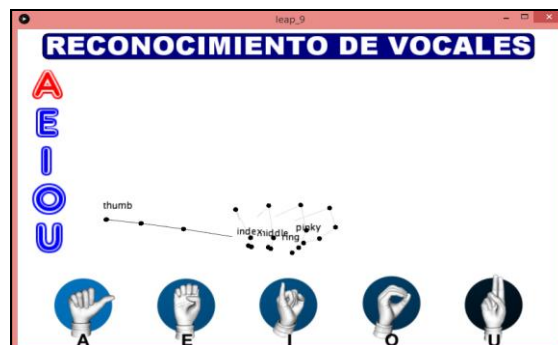 leap_9
RECONOCIMIENTO DE VOCALES
A
E
I
O
U
thumb
index
middle
ring
pinky
A
E
I
O
U